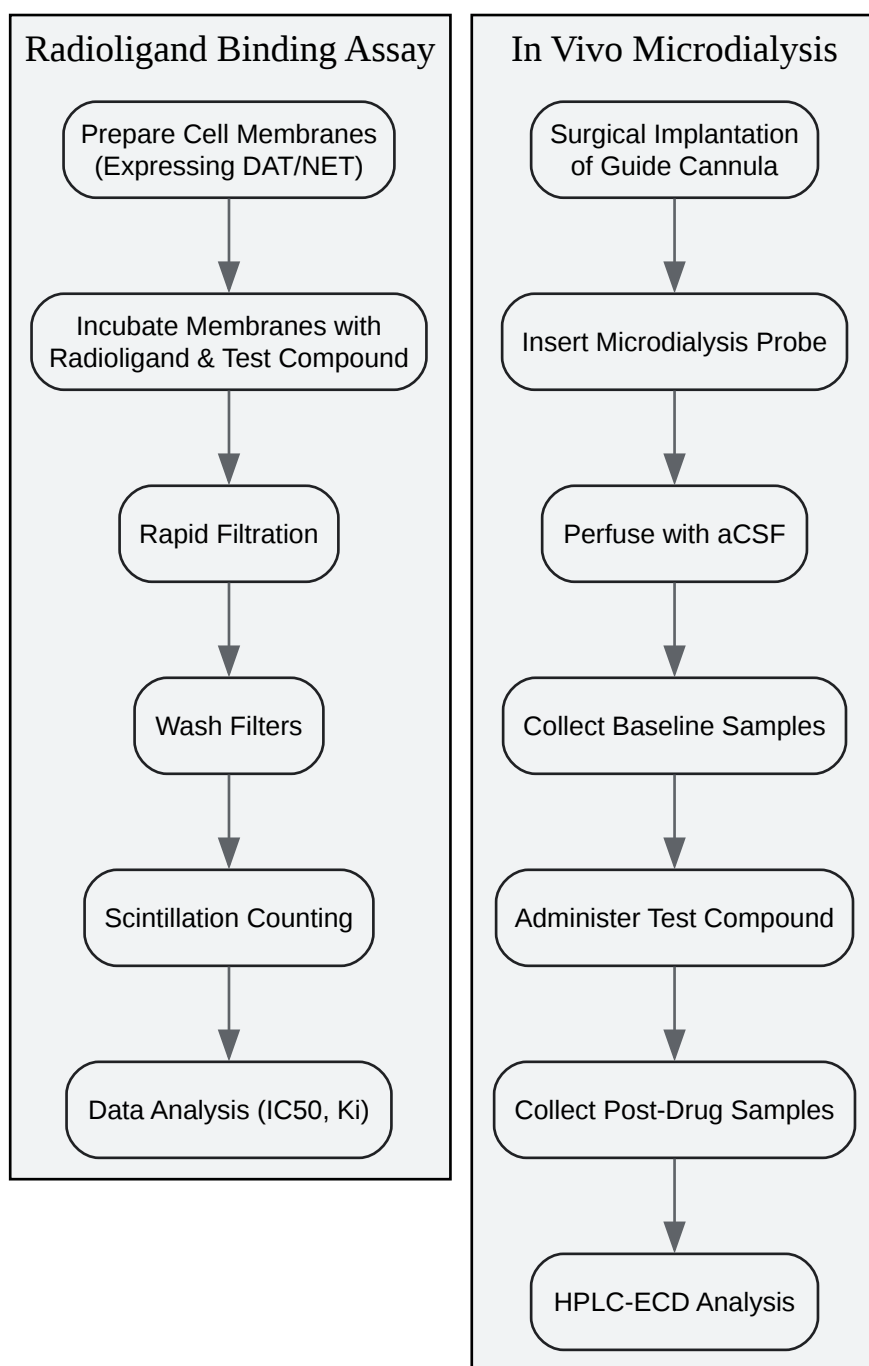 Radioligand Binding Assay
Prepare Cell Membranes
(Expressing DAT/NET)
Incubate Membranes with
Radioligand & Test Compound
Rapid Filtration
Wash Filters
Scintillation Counting
Data Analysis (IC50, Ki)
In Vivo Microdialysis
Surgical Implantation
of Guide Cannula
Insert Microdialysis Probe
Perfuse with aCSF
Collect Baseline Samples
Administer Test Compound
Collect Post-Drug Samples
HPLC-ECD Analysis